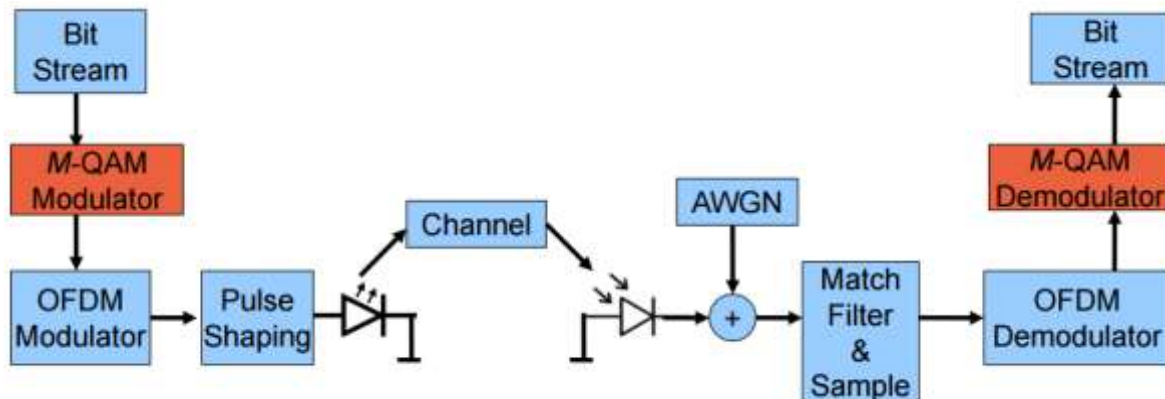 Bit
Stream
M-QAM
Modulator
OFDM
Modulator
Pulse
Shaping
Channel
AWGN
+
Match
Filter
&
Sample
OFDM
Demodulator
M-QAM
Demodulator
Bit
Stream